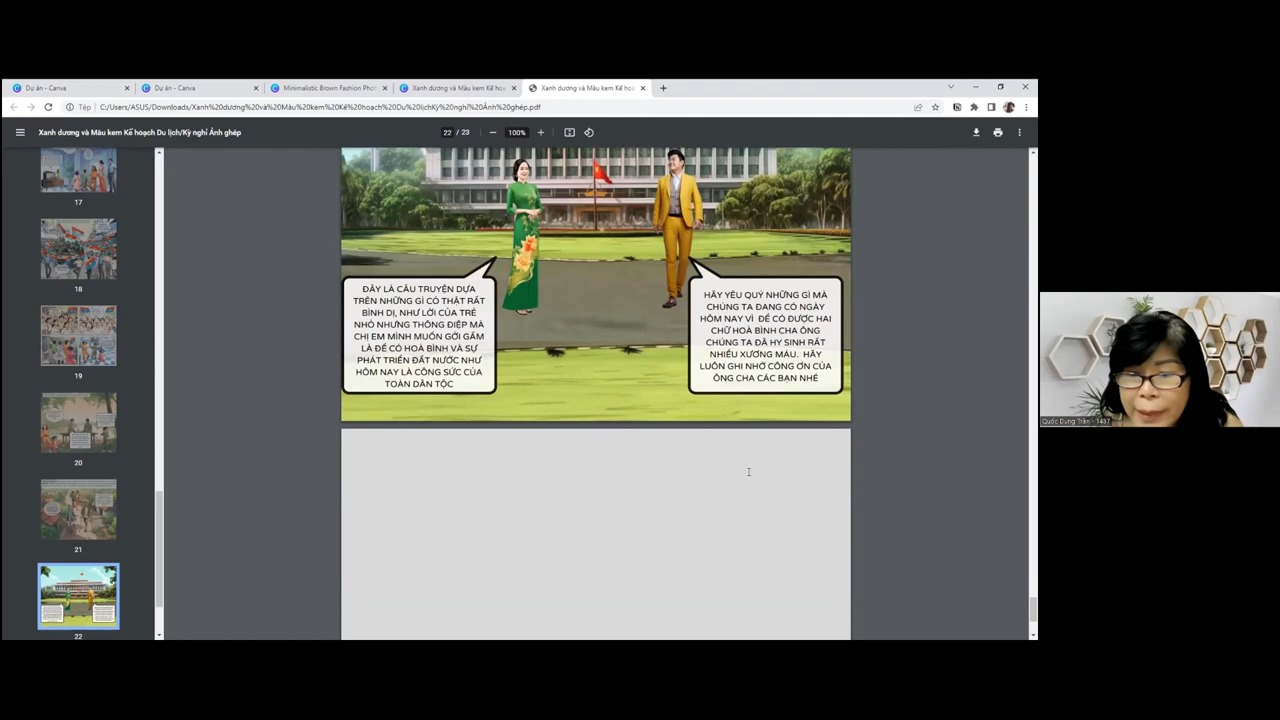 Dự án - Canva
Dự án - Canva
Minimalistic Brown Fashion Phot
Xanh dương và Màu kem Kế hoạ
Xanh dương và Màu kem Kế hoạ
Tệp
C:/Users/ASUS/Downloads/Xanh%20dương%20và%20Màu%20kem%20Kế%20hoạch%20Du%20lịchKỳ%20nghỉ%20Ảnh%20ghép.pdf
Xanh dương và Màu kem Kế hoạch Du lịch/Kỳ nghỉ Ảnh ghép
22 / 23
100%
17
18
19
20
21
22
ĐÂY LÀ CÂU TRUYỆN DỰA
TRÊN NHỮNG GÌ CÓ THẬT RẤT
BÌNH DỊ, NHƯ LỜI CỦA TRẺ
NHỎ NHƯNG THÔNG ĐIỆP MÀ
CHỊ EM MÌNH MUỐN GỞI GẤM
LÀ ĐỂ CÓ HOÀ BÌNH VÀ SỰ
PHÁT TRIỂN ĐẤT NƯỚC NHƯ
HÔM NAY LÀ CÔNG SỨC CỦA
TOÀN DÂN TỘC
HÃY YÊU QUÝ NHỮNG GÌ MÀ
CHÚNG TA ĐANG CÓ NGÀY
HÔM NAY VÌ ĐỂ CÓ ĐƯỢC HAI
CHỮ HOÀ BÌNH CHA ÔNG
CHÚNG TA ĐÃ HY SINH RẤT
NHIỀU XƯƠNG MÁU. HÃY
LUÔN GHI NHỚ CÔNG ƠN CỦA
ÔNG CHA CÁC BẠN NHÉ
Quốc Dung Trần - 1437